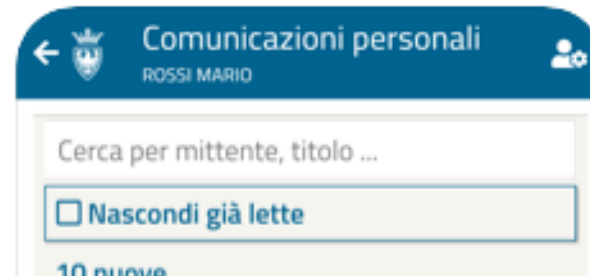 Comunicazioni personali
ROSSI MARIO
Cerca per mittente, titolo ...
Nascondi già lette
10 nuove